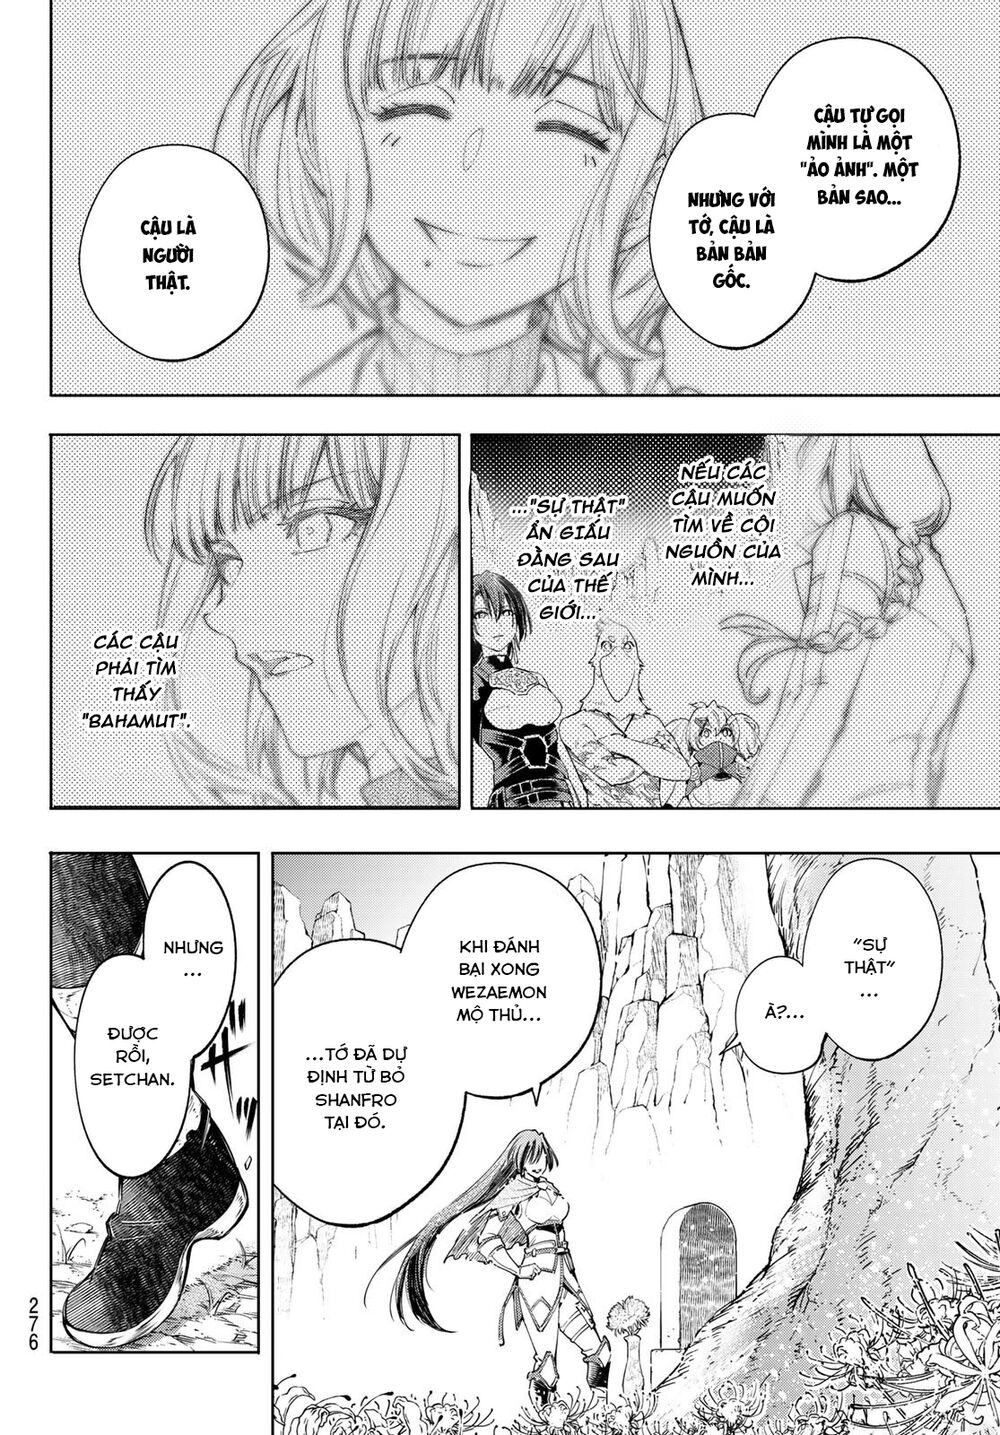 CẬU TỰ GỌI
MÌNH LÀ MỘT
"ẢO ẢNH". MỘT
BẢN SAO...
NHƯNG VỚI
TỚ, CẬU LÀ
BẢN BẢN
GỐC.
CẬU LÀ
NGƯỜI
THẬT.
NẾU CÁC
CẬU MUỐN
TÌM VỀ CỘI
NGUỒN CỦA
MÌNH...
..."SỰ THẬT"
ẨN GIẤU
ĐẰNG SAU
CỦA THẾ
GIỚI...
CÁC CẬU
PHẢI TÌM
THẤY
"BAHAMUT".
"SỰ
THẬT"
...
À?...
KHI ĐÁNH
BẠI XONG
WEZAEMON
MỘ THỦ...
...TỚ ĐÃ DỰ
ĐỊNH TỪ BỎ
SHANFRO
TẠI ĐÓ.
NHƯNG
...
ĐƯỢC
RỒI,
SETCHAN.
276